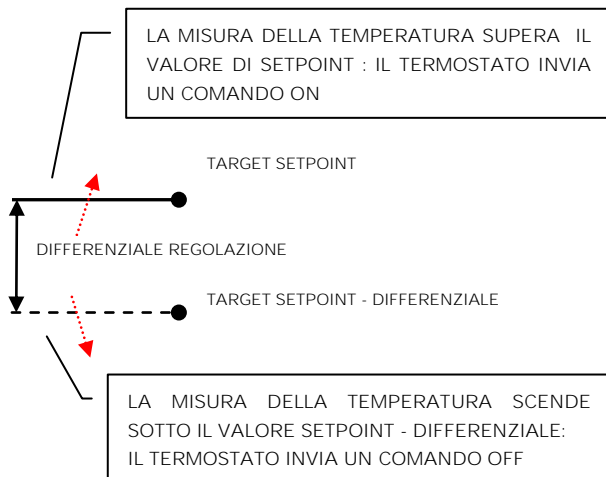 LA MISURA DELLA TEMPERATURA SUPERA IL
VALORE DI SETPOINT : IL TERMOSTATO INVIA
UN COMANDO ON
TARGET SETPOINT
DIFFERENZIALE REGOLAZIONE
TARGET SETPOINT - DIFFERENZIALE
LA MISURA DELLA TEMPERATURA SCENDE
SOTTO IL VALORE SETPOINT - DIFFERENZIALE:
IL TERMOSTATO INVIA UN COMANDO OFF